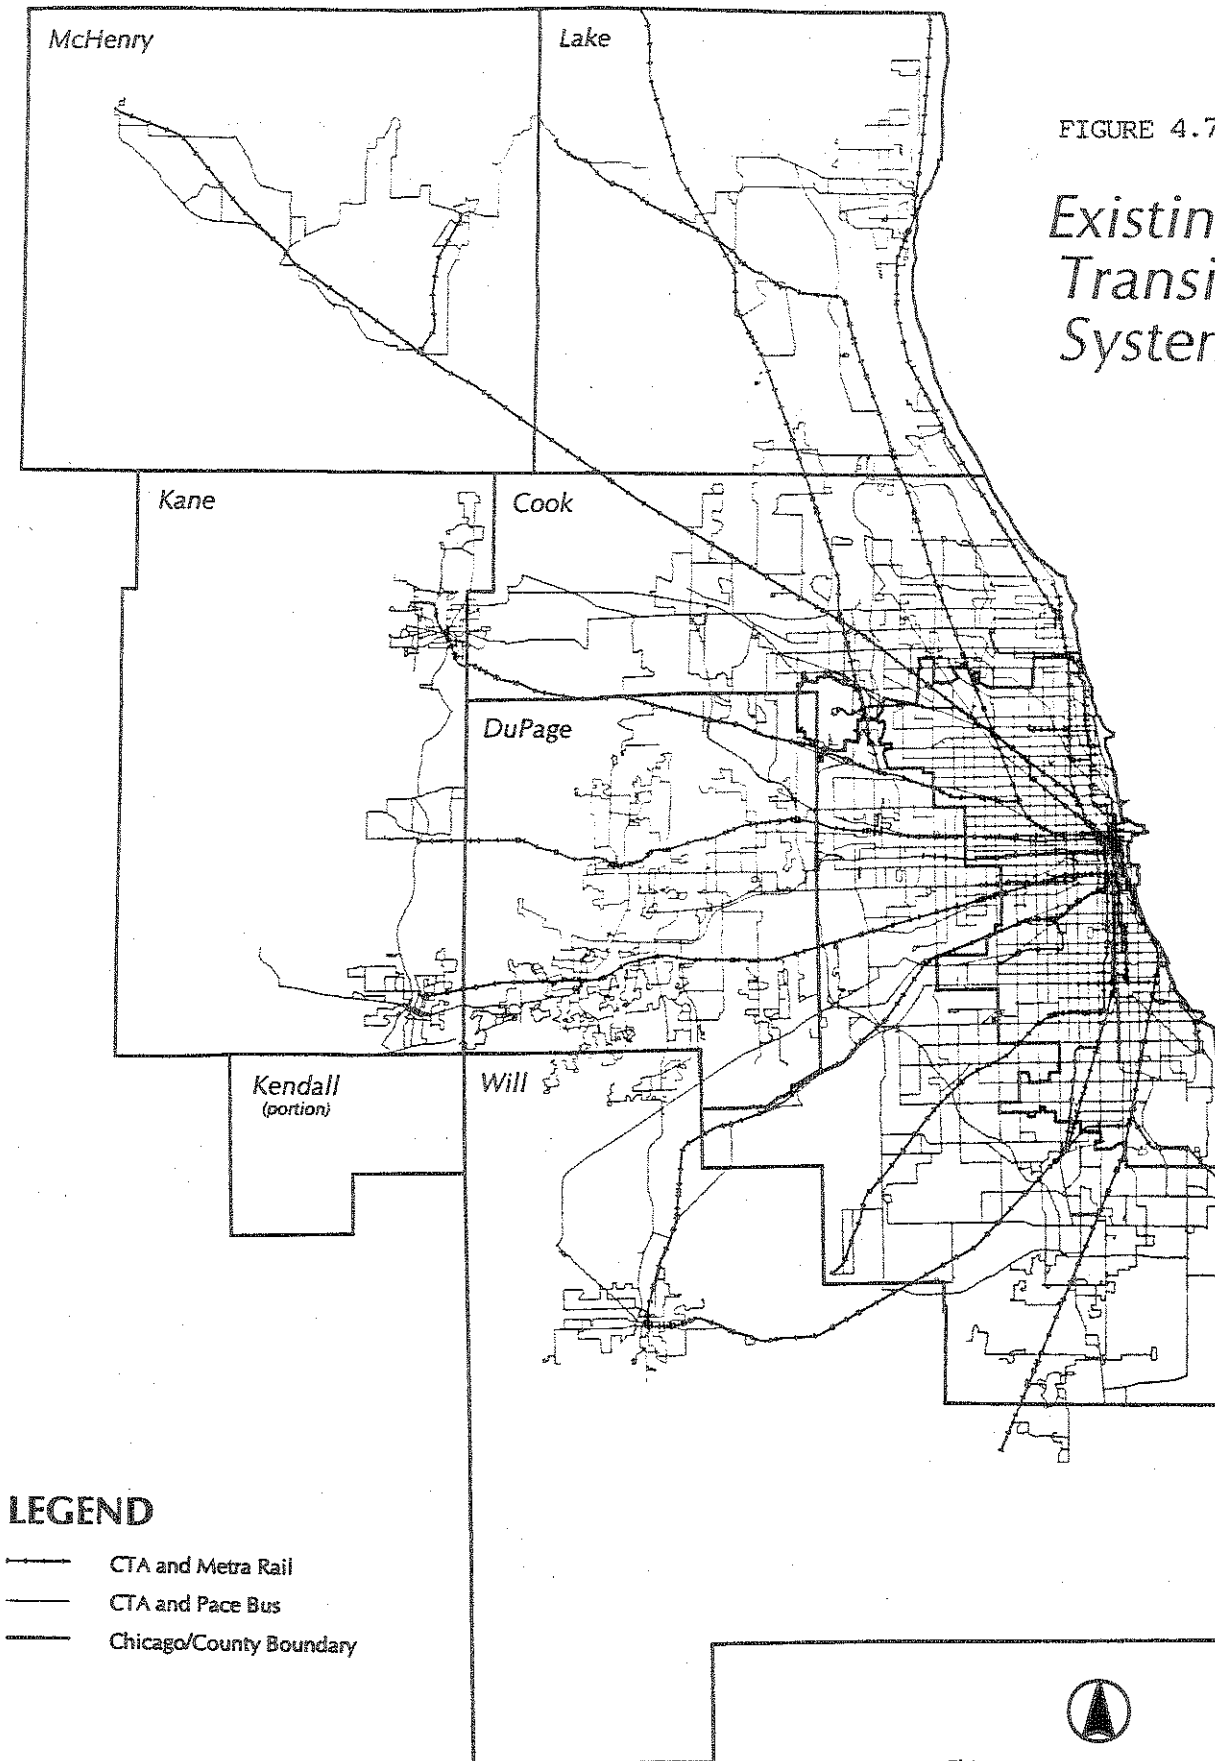 McHenry
Lake
FIGURE 4.7
Existin
Transi
System
Kane
Cook
DuPage
Kendall
(portion)
Will
LEGEND
CTA and Metra Rail
CTA and Pace Bus
Chicago/County Boundary